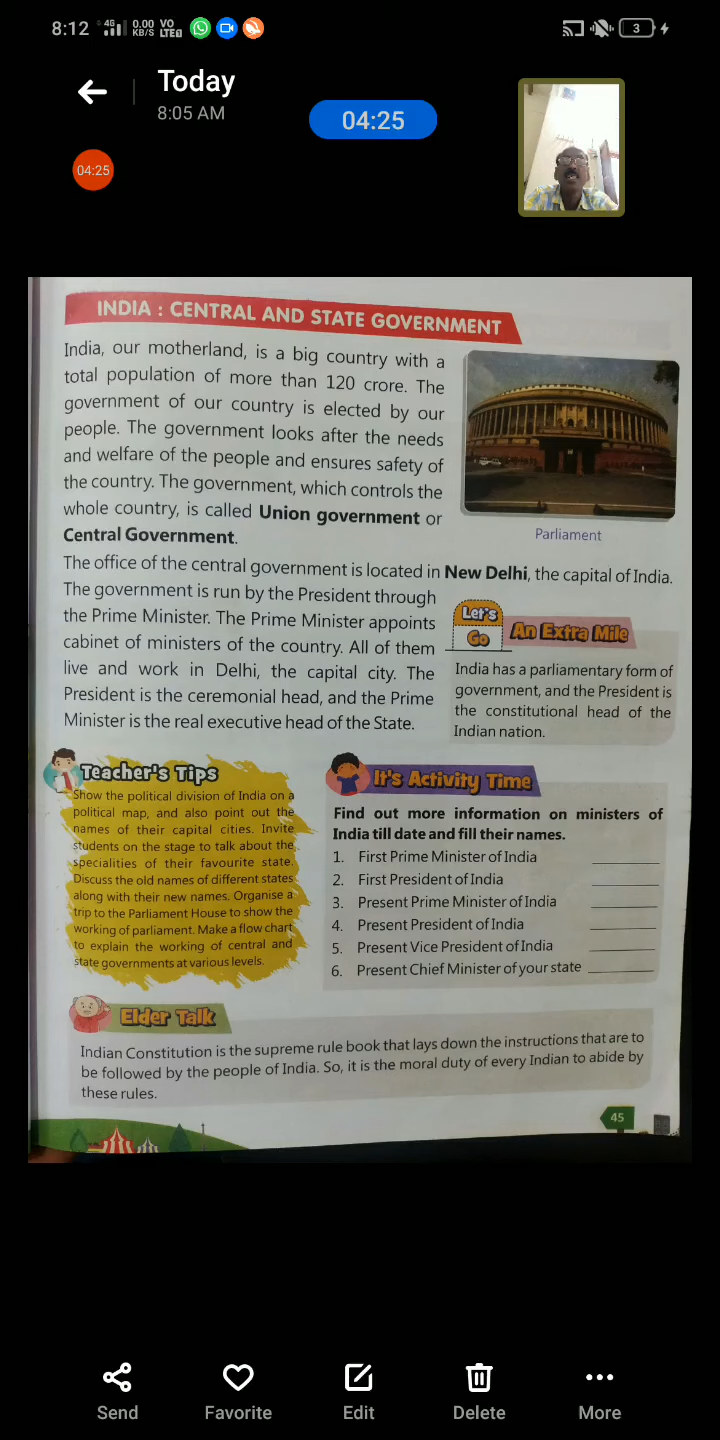 8:12 4G 0.00 KB/S VO LTE 3
Today
8:05 AM
04:25
04:25
INDIA : CENTRAL AND STATE GOVERNMENT
India, our motherland, is a big country with a
total population of more than 120 crore. The
government of our country is elected by our
people. The government looks after the needs
and welfare of the people and ensures safety of
the country. The government, which controls the
whole country, is called Union government or
Central Government.
Parliament
The office of the central government is located in New Delhi, the capital of India.
The government is run by the President through
the Prime Minister. The Prime Minister appoints
cabinet of ministers of the country. All of them
live and work in Delhi, the capital city. The
President is the ceremonial head, and the Prime
Minister is the real executive head of the State.
Let's
Go An Extra Mile
India has a parliamentary form of
government, and the President is
the constitutional head of the
Indian nation.
Teacher's Tips
Show the political division of India on a
political map, and also point out the
names of their capital cities. Invite
students on the stage to talk about the
specialities of their favourite state.
Discuss the old names of different states
along with their new names. Organise a
trip to the Parliament House to show the
working of parliament. Make a flow chart
to explain the working of central and
state governments at various levels.
It's Activity Time
Find out more information on ministers of
India till date and fill their names.
1. First Prime Minister of India
2. First President of India
3. Present Prime Minister of India
4. Present President of India
5. Present Vice President of India
6. Present Chief Minister of your state
Elder Talk
Indian Constitution is the supreme rule book that lays down the instructions that are to
be followed by the people of India. So, it is the moral duty of every Indian to abide by
these rules.
45
Send Favorite Edit Delete More